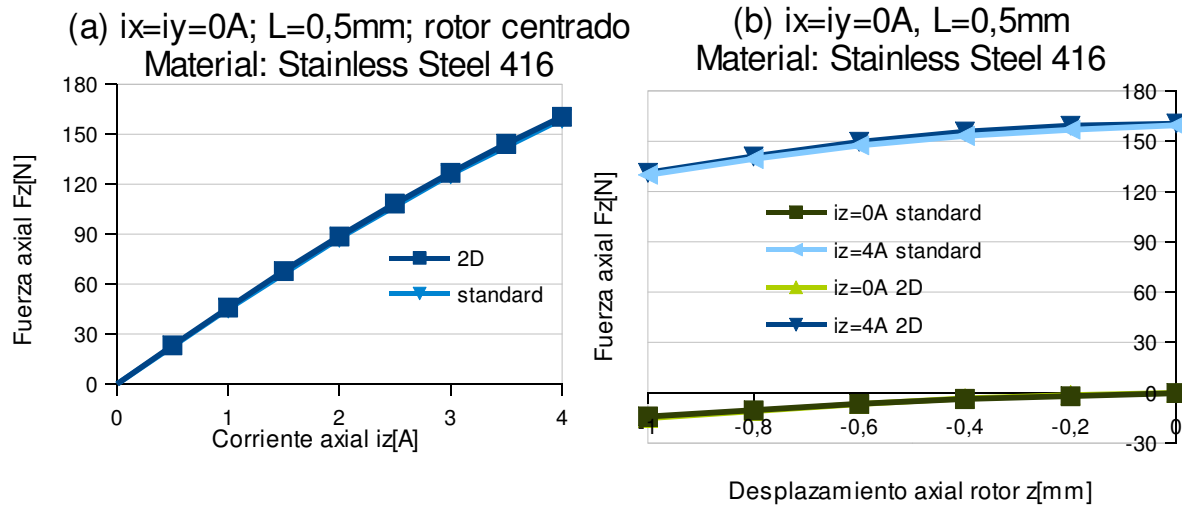 (a) ix=iy=0A; L=0,5mm; rotor centrado
Material: Stainless Steel 416
180
150
120
90
60
30
0
0
1
2
3
4
Fuerza axial Fz[N]
Corriente axial iz[A]
2D
standard
(b) ix=iy=0A, L=0,5mm
Material: Stainless Steel 416
180
150
120
90
60
30
0
-30
-1
-0,8
-0,6
-0,4
-0,2
0
Fuerza axial Fz[N]
iz=0A standard
iz=4A standard
iz=0A 2D
iz=4A 2D
Desplazamiento axial rotor z[mm]